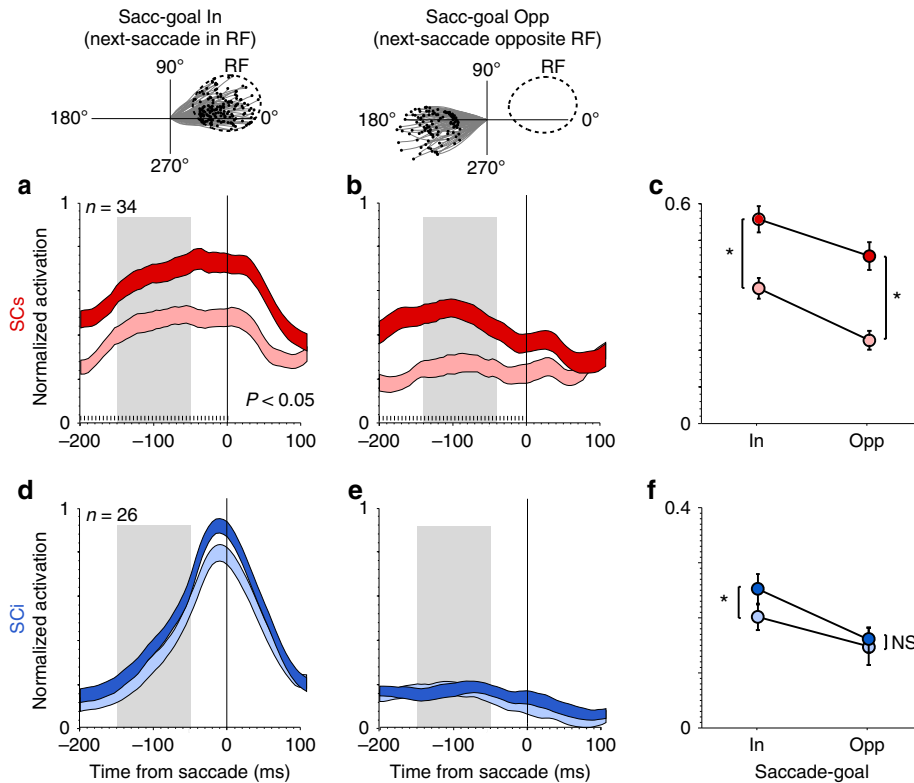 Sacc-goal In
(next-saccade in RF)
Sacc-goal Opp
(next-saccade opposite RF)
90°
RF
180°
0°
270°
90°
RF
180°
0°
270°
a
b
c
1
n = 34
SCs
Normalized activation
P < 0.05
0
–200
–100
0
100
1
0
–200
–100
0
100
0.6
*
*
0
In
Opp
d
e
f
1
n = 26
SCi
Normalized activation
0
–200
–100
0
100
Time from saccade (ms)
1
0
–200
–100
0
100
Time from saccade (ms)
0.4
*
NS
0
In
Opp
Saccade-goal